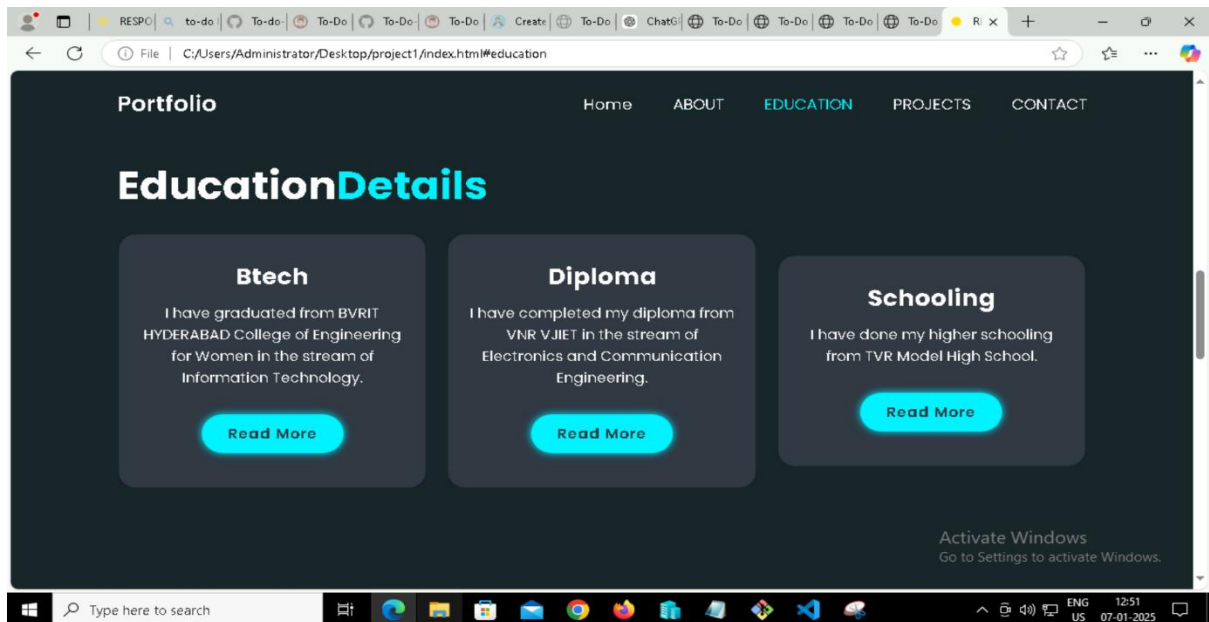 RESPO to-do To-do- To-Do To-Do- To-Do Create To-Do ChatG To-Do To-Do To-Do To-Do R
File C:/Users/Administrator/Desktop/project1/index.html#education
Portfolio Home ABOUT EDUCATION PROJECTS CONTACT
EducationDetails
Btech
I have graduated from BVRIT
HYDERABAD College of Engineering
for Women in the stream of
Information Technology.
Read More
Diploma
I have completed my diploma from
VNR VJIET in the stream of
Electronics and Communication
Engineering.
Read More
Schooling
I have done my higher schooling
from TVR Model High School.
Read More
Activate Windows
Go to Settings to activate Windows.
Type here to search
ENG
US
12:51
07-01-2025